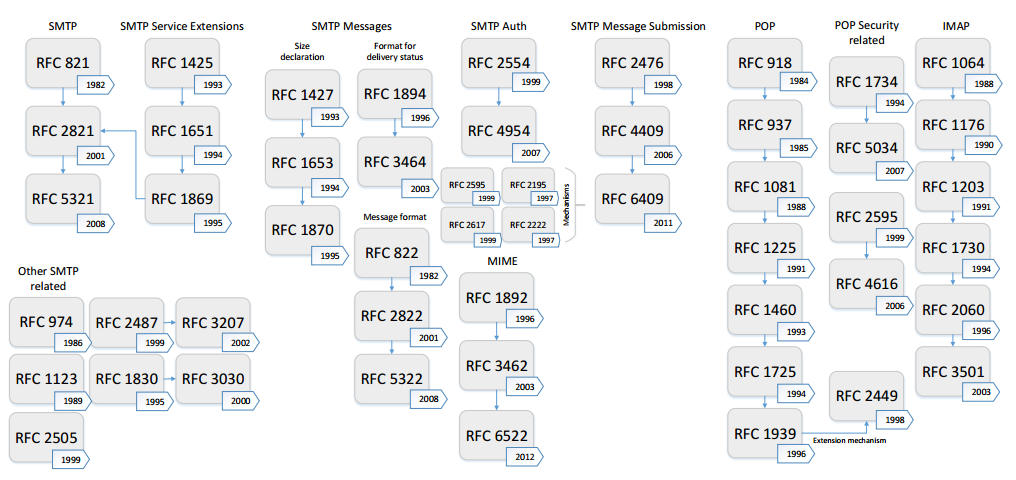 SMTP
RFC 821
1982
RFC 2821
2001
RFC 5321
2008
SMTP Service Extensions
RFC 1425
1993
RFC 1651
1994
RFC 1869
1995
SMTP Messages
Size
declaration
RFC 1427
1993
RFC 1653
1994
RFC 1870
1995
Format for
delivery status
RFC 1894
1996
RFC 3464
2003
Message format
RFC 822
1982
RFC 2822
2001
RFC 5322
2008
SMTP Auth
RFC 2554
1999
RFC 4954
2007
RFC 2595
1999
RFC 2195
1997
RFC 2617
1999
RFC 2222
1997
Mechanisms
MIME
RFC 1892
1996
RFC 3462
2003
RFC 6522
2012
SMTP Message Submission
RFC 2476
1998
RFC 4409
2006
RFC 6409
2011
POP
RFC 918
1984
RFC 937
1985
RFC 1081
1988
RFC 1225
1991
RFC 1460
1993
RFC 1725
1994
RFC 1939
1996
Extension mechanism
POP Security
related
RFC 1734
1994
RFC 5034
2007
RFC 2595
1999
RFC 4616
2006
RFC 2449
1998
IMAP
RFC 1064
1988
RFC 1176
1990
RFC 1203
1991
RFC 1730
1994
RFC 2060
1996
RFC 3501
2003
Other SMTP
related
RFC 974
1986
RFC 2487
1999
RFC 3207
2002
RFC 1123
1989
RFC 1830
1995
RFC 3030
2000
RFC 2505
1999